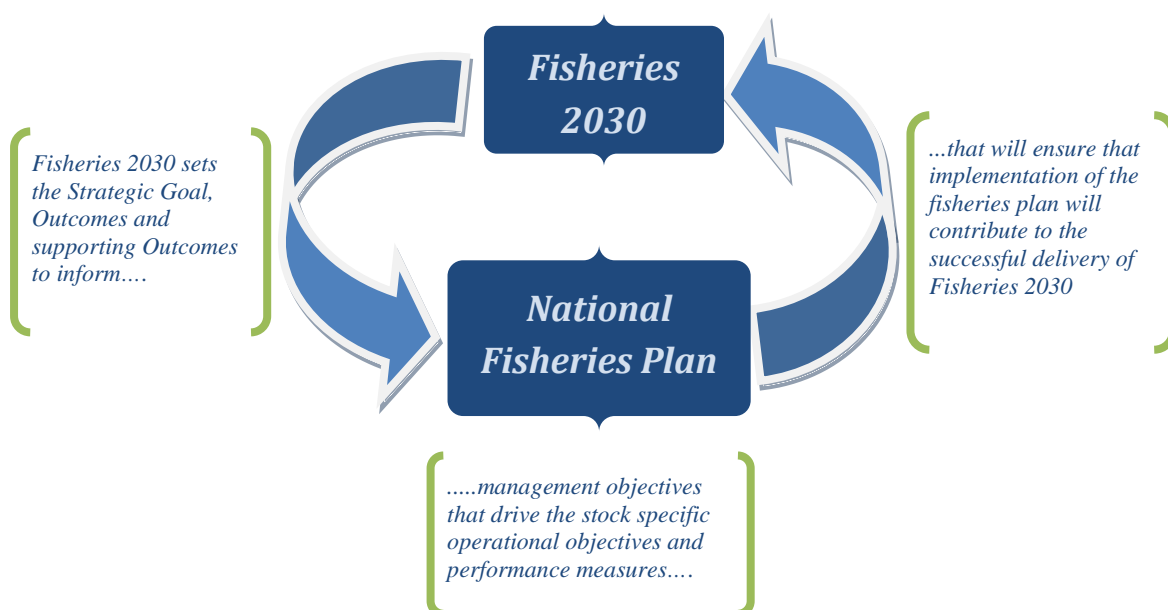 Fisheries
2030
Fisheries 2030 sets
the Strategic Goal,
Outcomes and
supporting Outcomes
to inform….
National
Fisheries Plan
.....management objectives
that drive the stock specific
operational objectives and
performance measures….
...that will ensure that
implementation of the
fisheries plan will
contribute to the
successful delivery of
Fisheries 2030